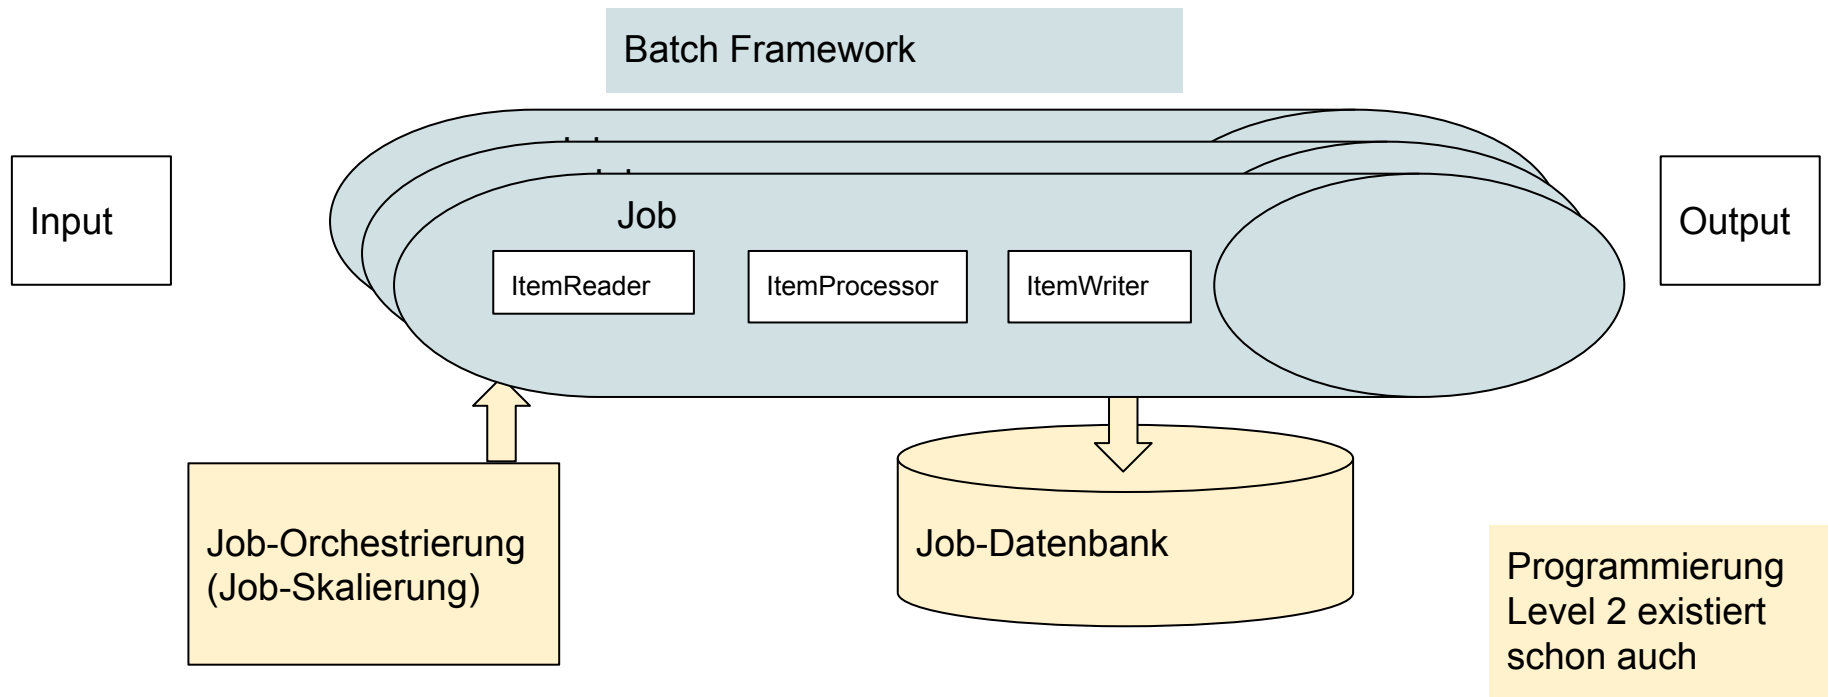 Batch Framework
Input
Job
Output
ItemReader
ItemProcessor
ItemWriter
Job-Orchestrierung
(Job-Skalierung)
Job-Datenbank
Programmierung
Level 2 existiert
schon auch